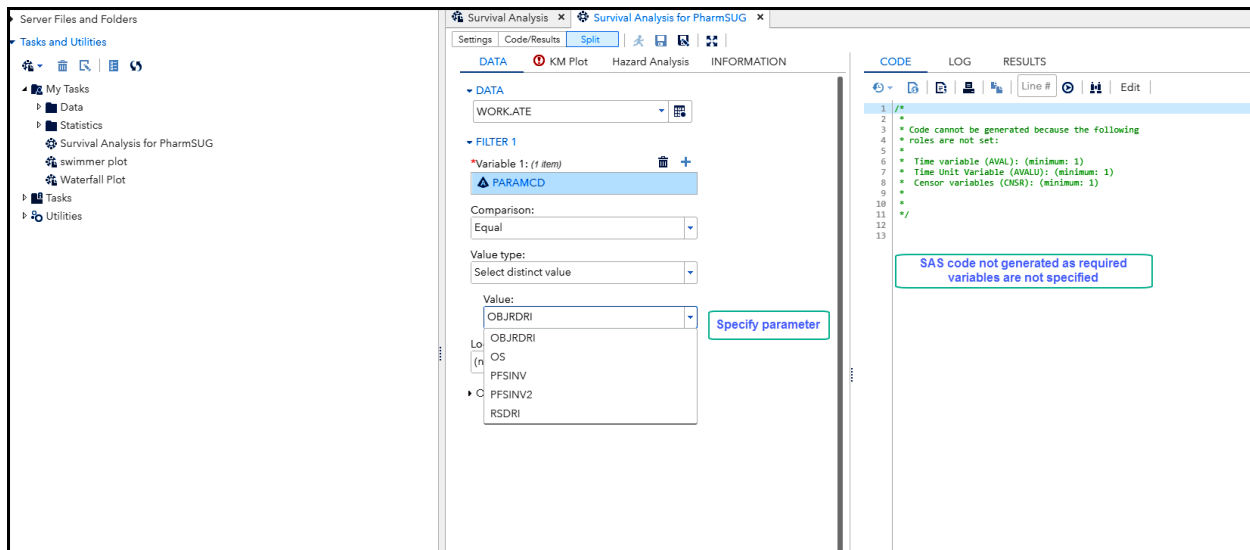 Server Files and Folders
Tasks and Utilities
My Tasks
Data
Statistics
Survival Analysis for PharmSUG
swimmer plot
Waterfall Plot
Tasks
Utilities
Survival Analysis × Survival Analysis for PharmSUG ×
Settings Code/Results Split
DATA KM Plot Hazard Analysis INFORMATION
DATA
WORK.ATE
FILTER 1
*Variable 1: (1 item)
PARAMCD
Comparison:
Equal
Value type:
Select distinct value
Value:
OBJRDRI
OBJRDRI
OS
PFSINV
PFSINV2
RSDRI
Lo
(n
O
Specify parameter
CODE LOG RESULTS
Line # Edit
1 /*
2 *
3 * Code cannot be generated because the following
4 * roles are not set:
5 *
6 * Time variable (AVAL): (minimum: 1)
7 * Time Unit Variable (AVALU): (minimum: 1)
8 * Censor variables (CNSR): (minimum: 1)
9 *
10 *
11 */
12
13
SAS code not generated as required
variables are not specified